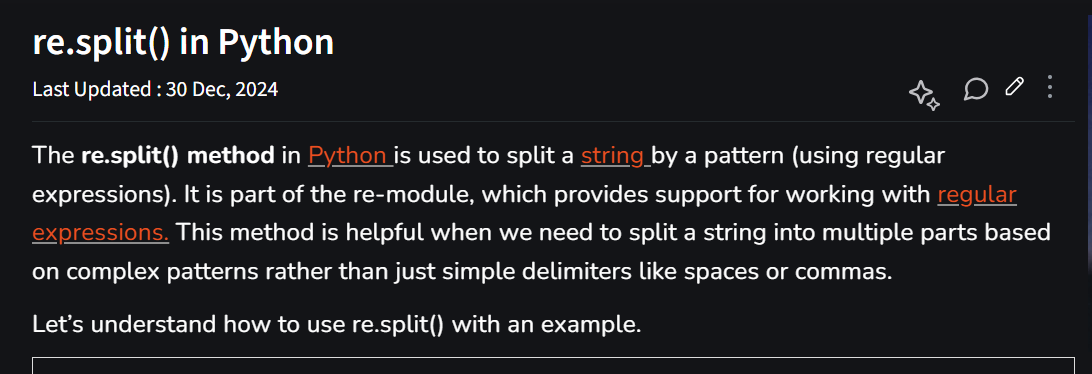 re.split() in Python
Last Updated : 30 Dec, 2024
The re.split() method in Python is used to split a string by a pattern (using regular
expressions). It is part of the re-module, which provides support for working with regular
expressions. This method is helpful when we need to split a string into multiple parts based
on complex patterns rather than just simple delimiters like spaces or commas.
Let’s understand how to use re.split() with an example.